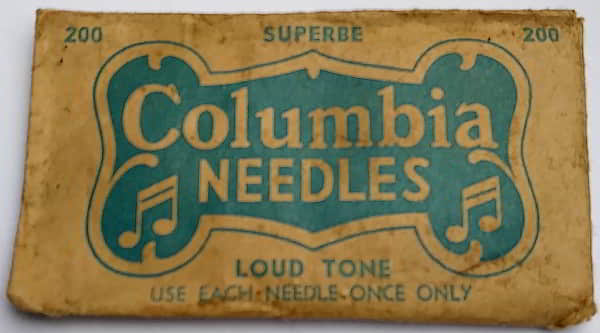 200 SUPERBE 200
Columbia
NEEDLES
LOUD TONE
USE EACH NEEDLE ONCE ONLY